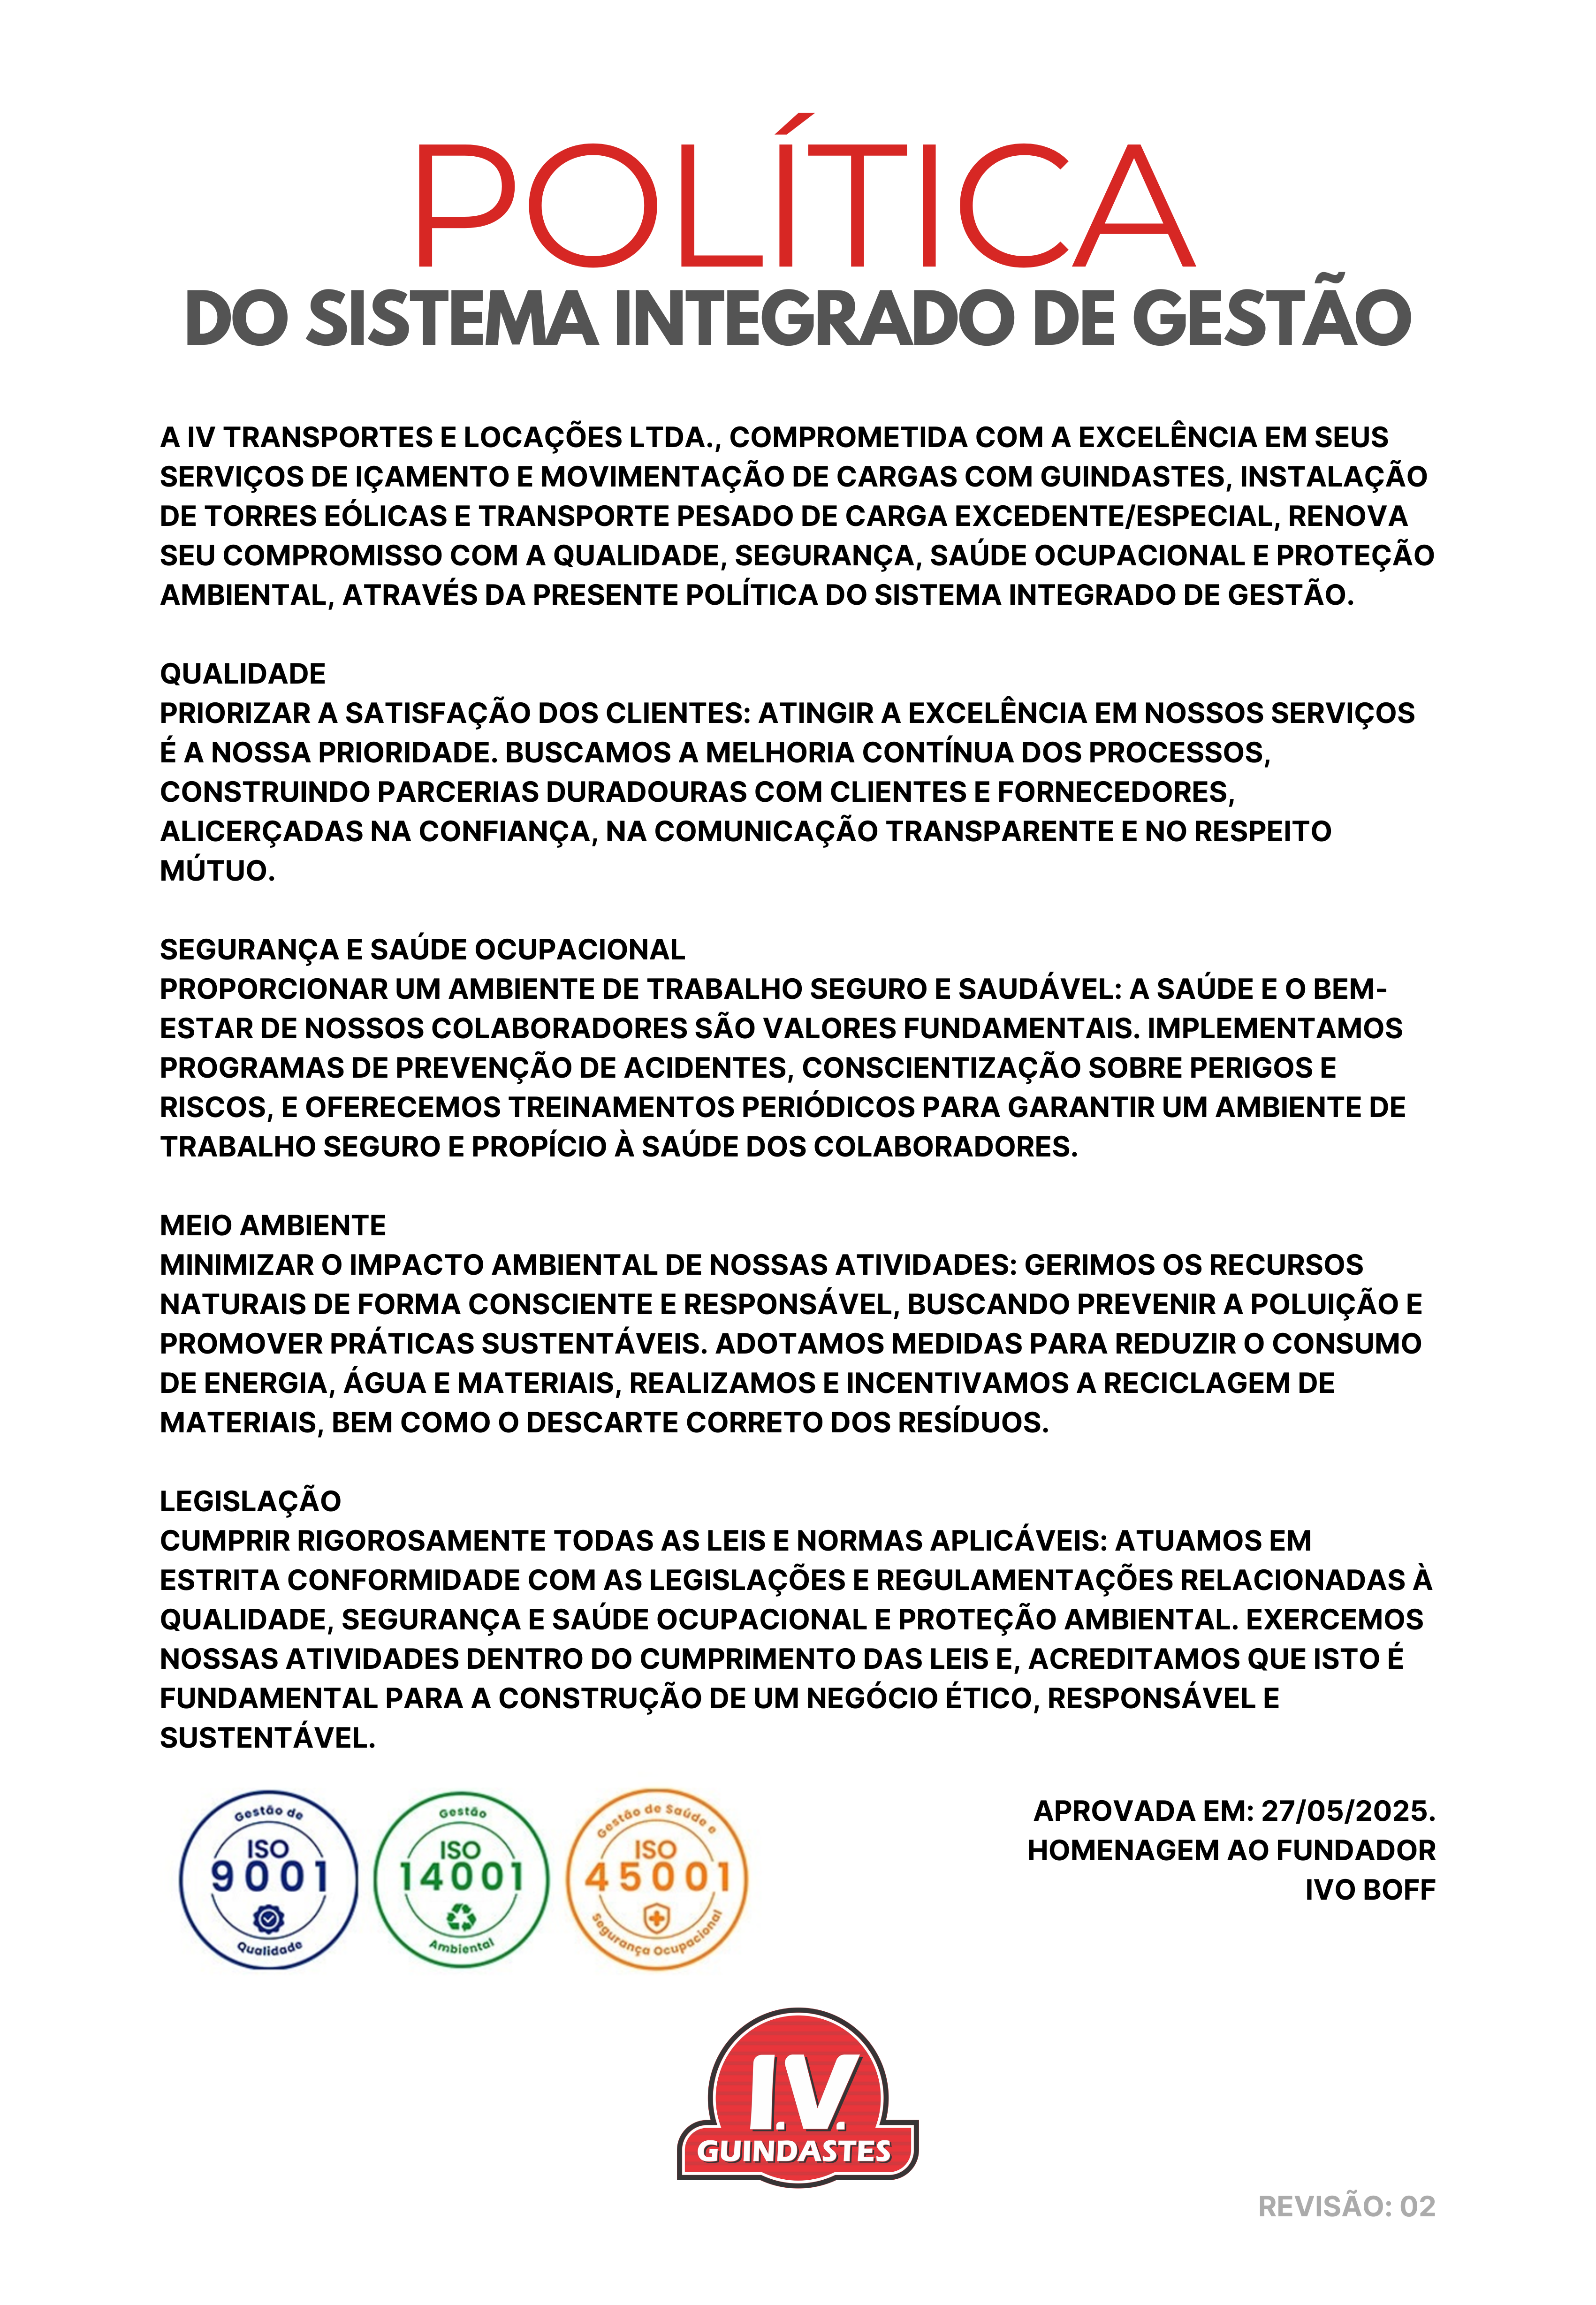 POLÍTICA
DO SISTEMA INTEGRADO DE GESTÃO
A IV TRANSPORTES E LOCAÇÕES LTDA., COMPROMETIDA COM A EXCELÊNCIA EM SEUS
SERVIÇOS DE IÇAMENTO E MOVIMENTAÇÃO DE CARGAS COM GUINDASTES, INSTALAÇÃO
DE TORRES EÓLICAS E TRANSPORTE PESADO DE CARGA EXCEDENTE/ESPECIAL, RENOVA
SEU COMPROMISSO COM A QUALIDADE, SEGURANÇA, SAÚDE OCUPACIONAL E PROTEÇÃO
AMBIENTAL, ATRAVÉS DA PRESENTE POLÍTICA DO SISTEMA INTEGRADO DE GESTÃO.
QUALIDADE
PRIORIZAR A SATISFAÇÃO DOS CLIENTES: ATINGIR A EXCELÊNCIA EM NOSSOS SERVIÇOS
É A NOSSA PRIORIDADE. BUSCAMOS A MELHORIA CONTÍNUA DOS PROCESSOS,
CONSTRUINDO PARCERIAS DURADOURAS COM CLIENTES E FORNECEDORES,
ALICERÇADAS NA CONFIANÇA, NA COMUNICAÇÃO TRANSPARENTE E NO RESPEITO
MÚTUO.
SEGURANÇA E SAÚDE OCUPACIONAL
PROPORCIONAR UM AMBIENTE DE TRABALHO SEGURO E SAUDÁVEL: A SAÚDE E O BEM-
ESTAR DE NOSSOS COLABORADORES SÃO VALORES FUNDAMENTAIS. IMPLEMENTAMOS
PROGRAMAS DE PREVENÇÃO DE ACIDENTES, CONSCIENTIZAÇÃO SOBRE PERIGOS E
RISCOS, E OFERECEMOS TREINAMENTOS PERIÓDICOS PARA GARANTIR UM AMBIENTE DE
TRABALHO SEGURO E PROPÍCIO À SAÚDE DOS COLABORADORES.
MEIO AMBIENTE
MINIMIZAR O IMPACTO AMBIENTAL DE NOSSAS ATIVIDADES: GERIMOS OS RECURSOS
NATURAIS DE FORMA CONSCIENTE E RESPONSÁVEL, BUSCANDO PREVENIR A POLUIÇÃO E
PROMOVER PRÁTICAS SUSTENTÁVEIS. ADOTAMOS MEDIDAS PARA REDUZIR O CONSUMO
DE ENERGIA, ÁGUA E MATERIAIS, REALIZAMOS E INCENTIVAMOS A RECICLAGEM DE
MATERIAIS, BEM COMO O DESCARTE CORRETO DOS RESÍDUOS.
LEGISLAÇÃO
CUMPRIR RIGOROSAMENTE TODAS AS LEIS E NORMAS APLICÁVEIS: ATUAMOS EM
ESTRITA CONFORMIDADE COM AS LEGISLAÇÕES E REGULAMENTAÇÕES RELACIONADAS À
QUALIDADE, SEGURANÇA E SAÚDE OCUPACIONAL E PROTEÇÃO AMBIENTAL. EXERCEMOS
NOSSAS ATIVIDADES DENTRO DO CUMPRIMENTO DAS LEIS E, ACREDITAMOS QUE ISTO É
FUNDAMENTAL PARA A CONSTRUÇÃO DE UM NEGÓCIO ÉTICO, RESPONSÁVEL E
SUSTENTÁVEL.
Gestão de
ISO
9001
Qualidade
Gestão
ISO
14001
Ambiental
Gestão de Saúde e
ISO
45001
Segurança Ocupacional
APROVADA EM: 27/05/2025.
HOMENAGEM AO FUNDADOR
IVO BOFF
I.V.
GUINDASTES
REVISÃO: 02